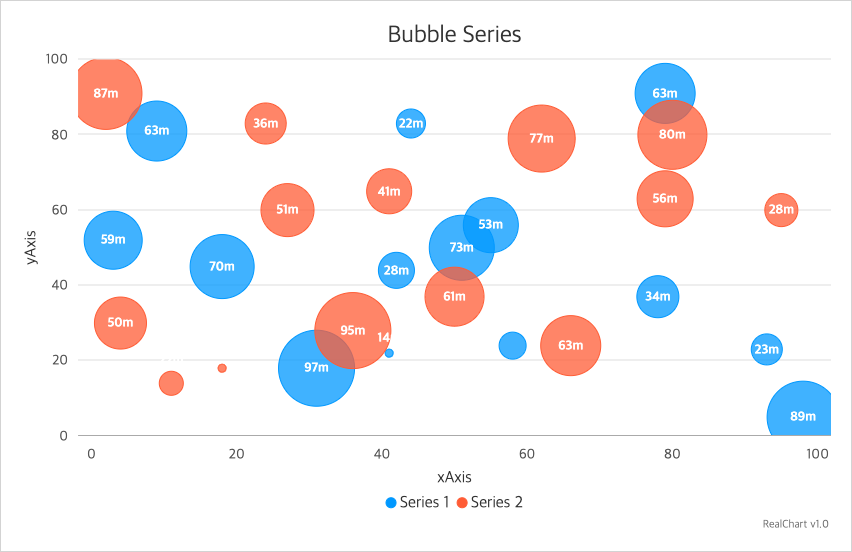 Bubble Series
100
87m
63m
63m
36m
22m
80
77m
80m
41m
56m
51m
28m
60
53m
59m
73m
yAxis
70m
28m
40
34m
61m
50m
95m
14
63m
23m
20
97m
89m
0
0
20
40
60
80
100
xAxis
Series 1
Series 2
RealChart v1.0